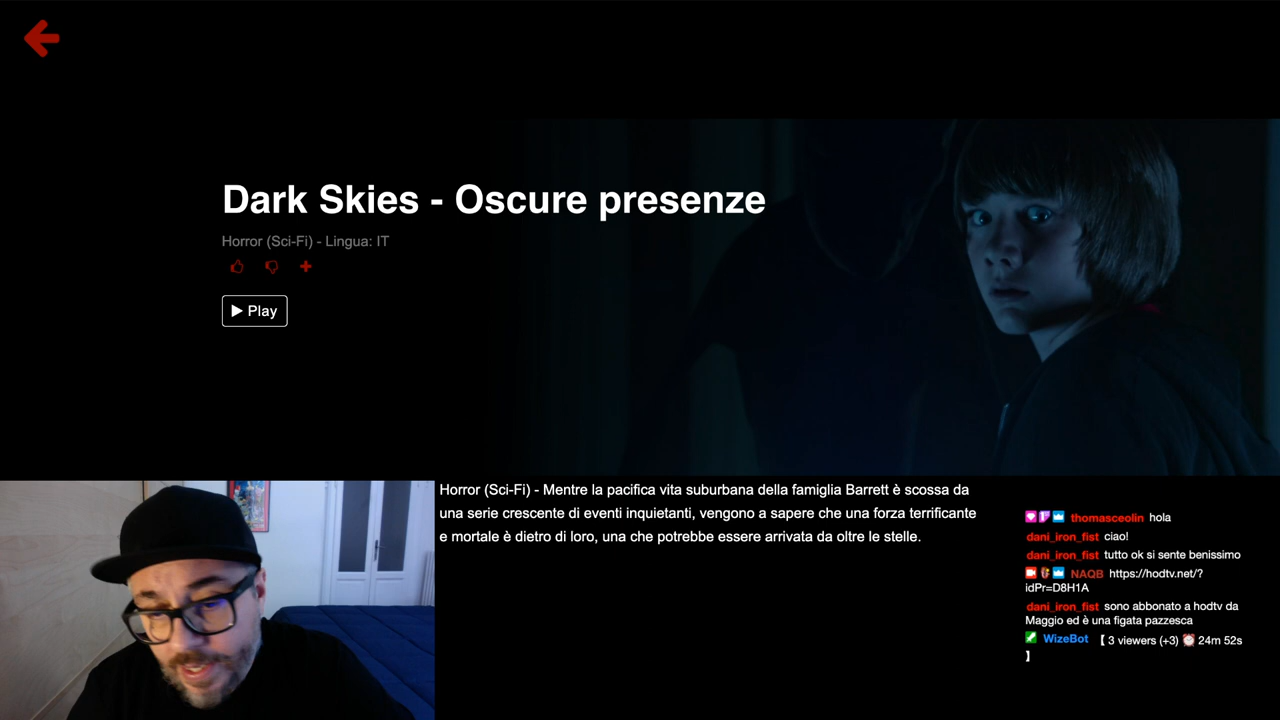 Dark Skies - Oscure presenze
Horror (Sci-Fi) - Lingua: IT
Play
Horror (Sci-Fi) - Mentre la pacifica vita suburbana della famiglia Barrett è scossa da
una serie crescente di eventi inquietanti, vengono a sapere che una forza terrificante
e mortale è dietro di loro, una che potrebbe essere arrivata da oltre le stelle.
thomasceolin hola
dani_iron_fist ciao!
dani_iron_fist tutto ok si sente benissimo
NAQB https://hodtv.net/?
idPr=D8H1A
dani_iron_fist sono abbonato a hodtv da
Maggio ed è una figata pazzesca
WizeBot 【 3 viewers (+3) ⏰ 24m 52s
】